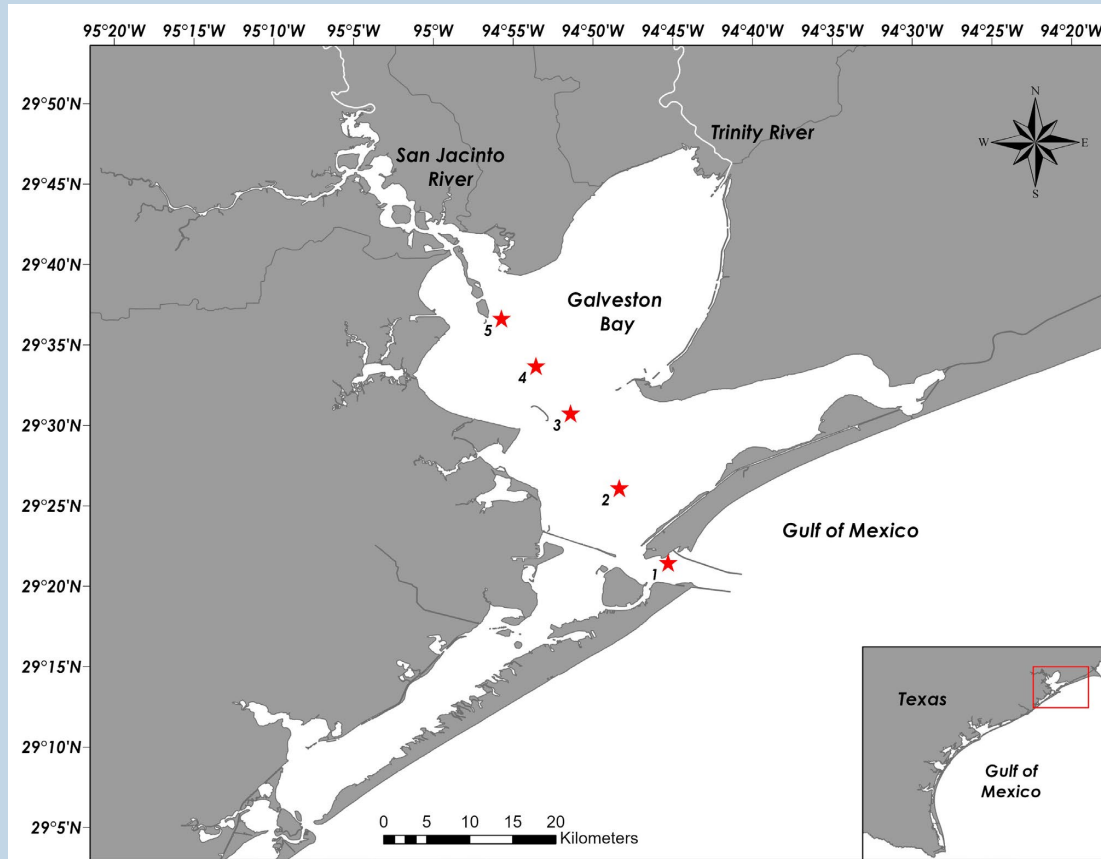 95°20'W 95°15'W 95°10'W 95°5'W 95°0'W 94°55'W 94°50'W 94°45'W 94°40'W 94°35'W 94°30'W 94°25'W 94°20'W
29°50'N
29°45'N
29°40'N
29°35'N
29°30'N
29°25'N
29°20'N
29°15'N
29°10'N
29°5'N
N
W E
S
Trinity River
San Jacinto
River
Galveston
Bay
5
4
3
2
1
Gulf of Mexico
Texas
Gulf of
Mexico
0 5 10 15 20
Kilometers